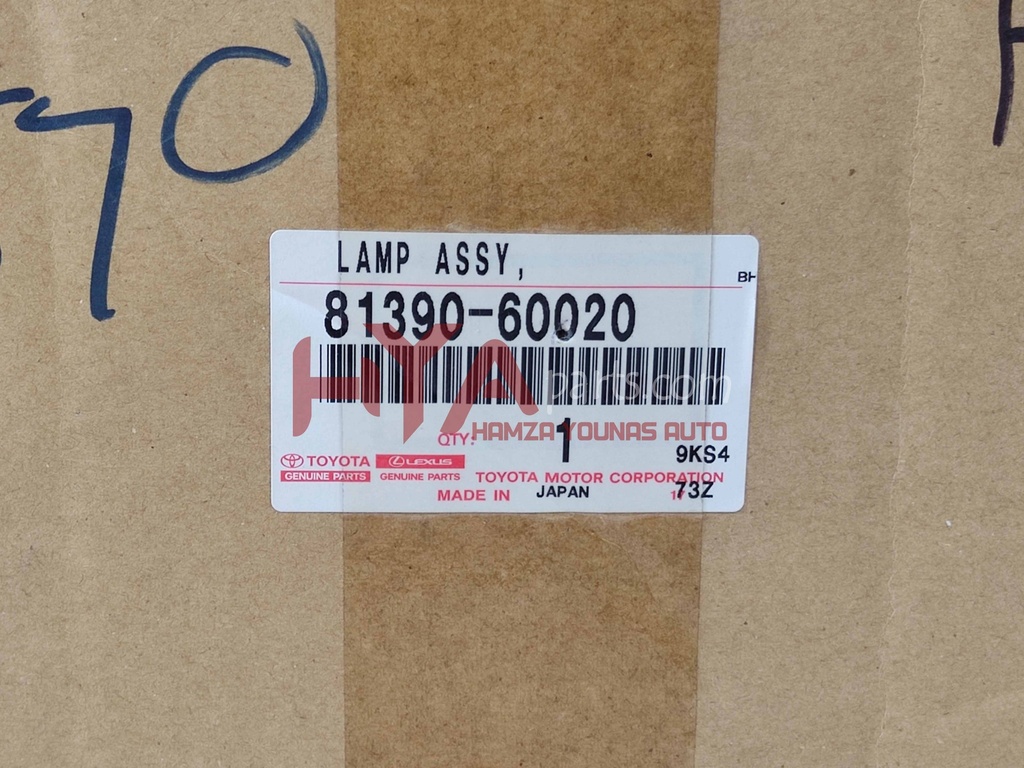 70
LAMP ASSY,
BH
81390-60020
HYA parts.com
HAMZA YOUNAS AUTO
QTY: 1
9KS4
TOYOTA LEXUS
GENUINE PARTS GENUINE PARTS TOYOTA MOTOR CORPORATION
MADE IN JAPAN 73Z